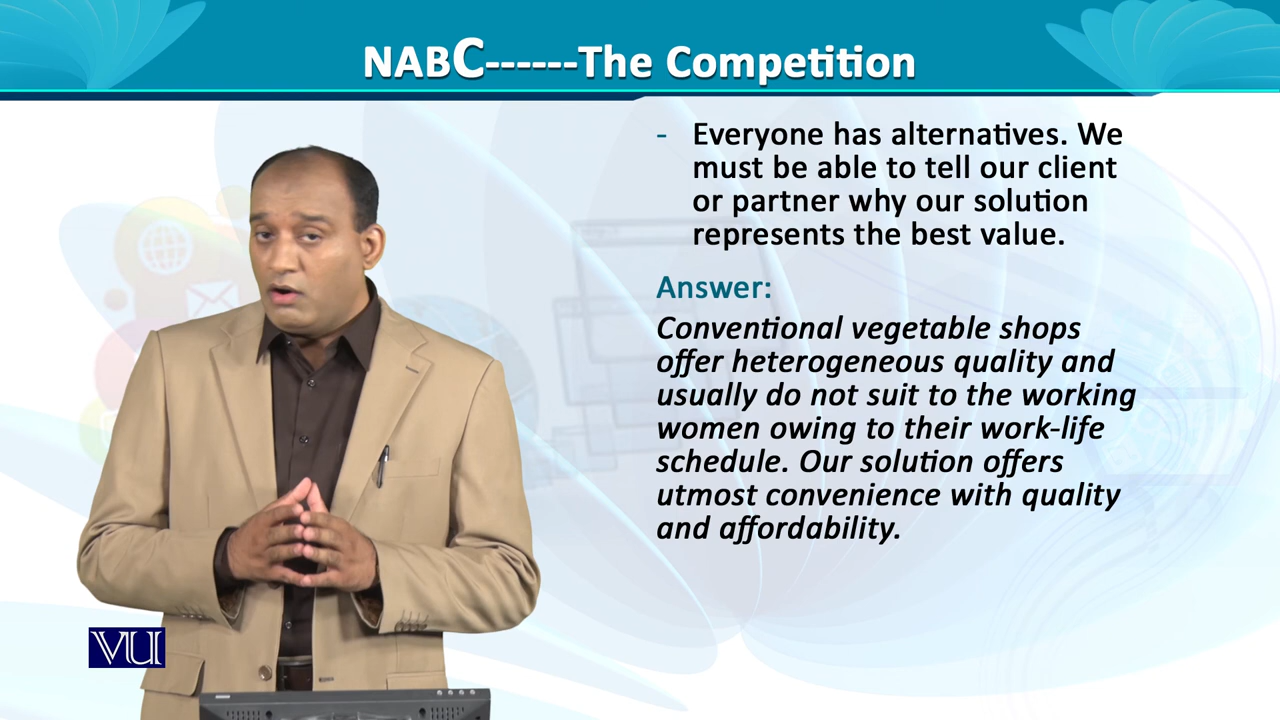 NABC------The Competition
- Everyone has alternatives. We
must be able to tell our client
or partner why our solution
represents the best value.
Answer:
Conventional vegetable shops
offer heterogeneous quality and
usually do not suit to the working
women owing to their work-life
schedule. Our solution offers
utmost convenience with quality
and affordability.
VU